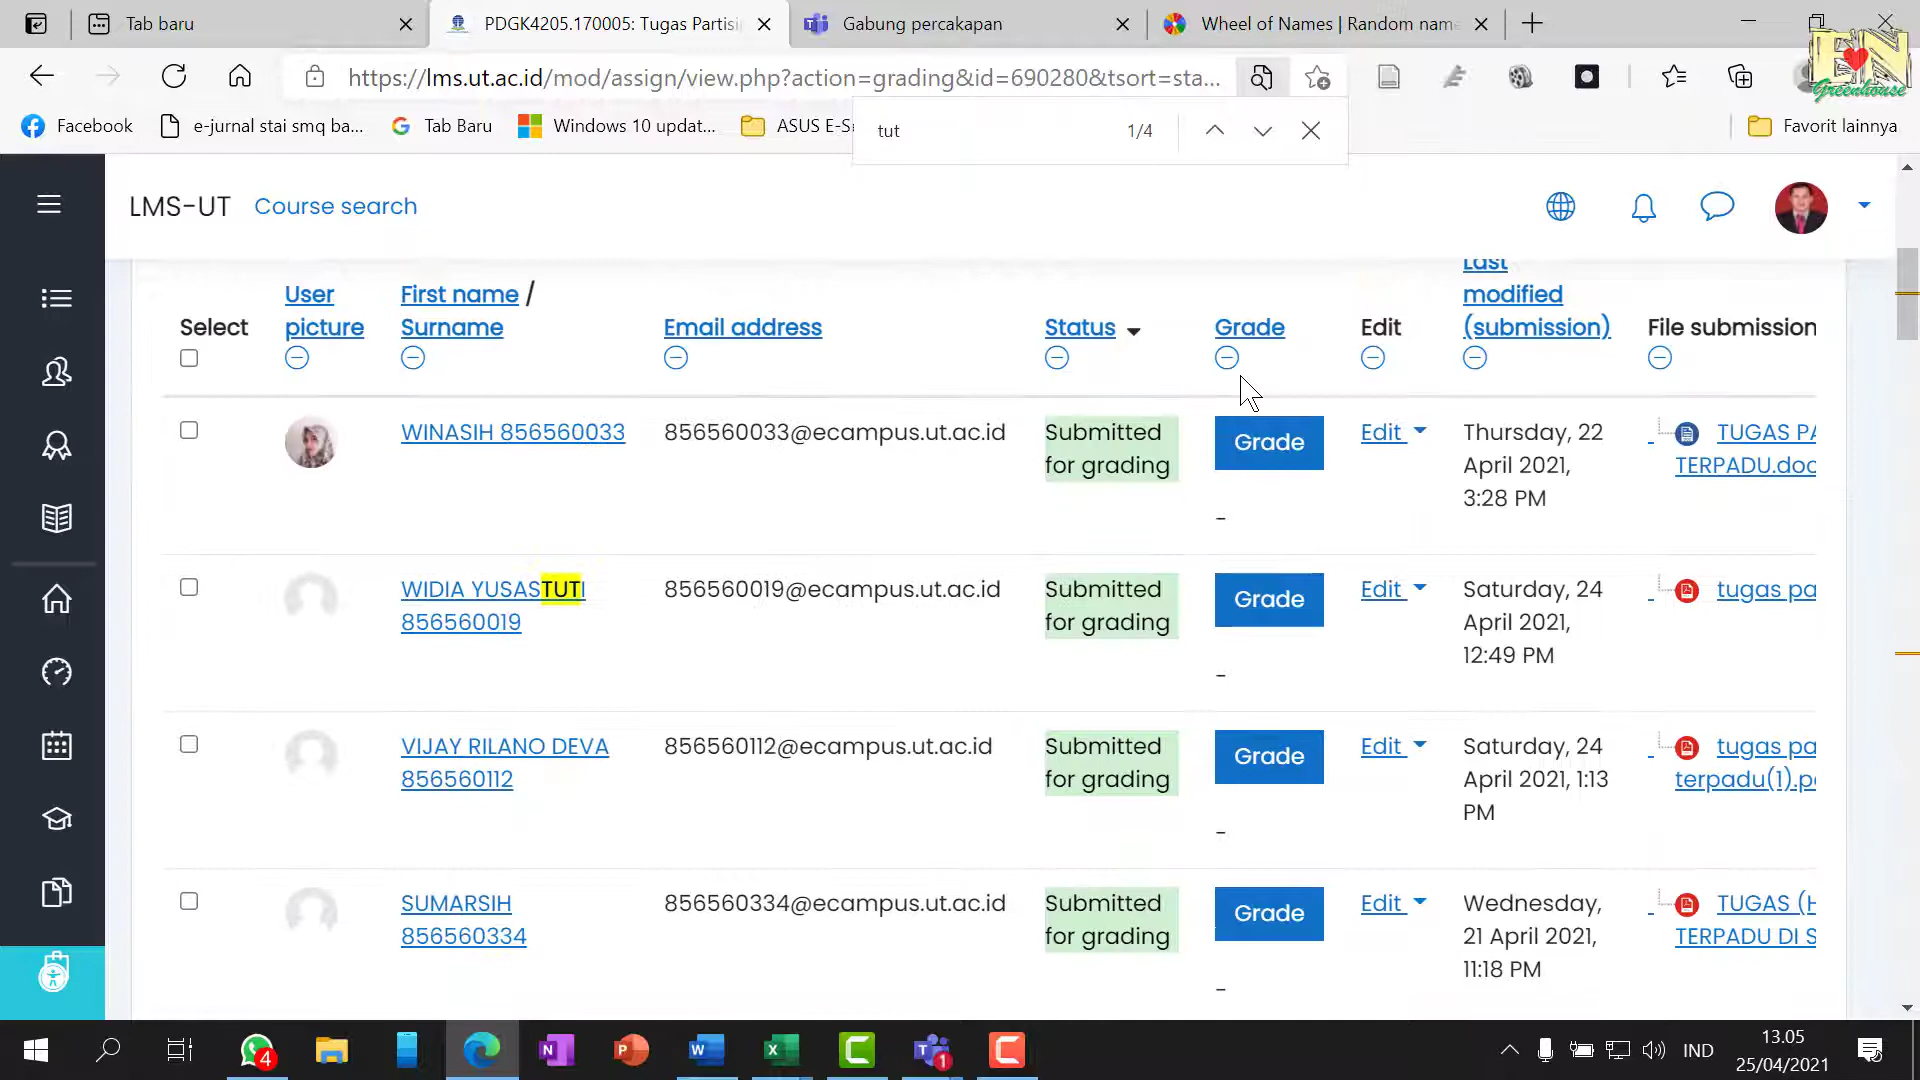 Tab baru
PDGK4205.170005: Tugas Partisi
Gabung percakapan
Wheel of Names | Random name
EN
Greenhouse
https://lms.ut.ac.id/mod/assign/view.php?action=grading&id=690280&tsort=sta...
Facebook
e-jurnal stai smq ba...
Tab Baru
Windows 10 updat...
ASUS E-S
Favorit lainnya
tut
1/4
LMS-UT
Course search
Select
User
picture
First name /
Surname
Email address
Status
Grade
Edit
Last
modified
(submission)
File submission
WINASIH 856560033
856560033@ecampus.ut.ac.id
Submitted
for grading
Grade
-
Edit
Thursday, 22
April 2021,
3:28 PM
TUGAS PA
TERPADU.doc
WIDIA YUSASTUTI
856560019
856560019@ecampus.ut.ac.id
Submitted
for grading
Grade
-
Edit
Saturday, 24
April 2021,
12:49 PM
tugas pa
VIJAY RILANO DEVA
856560112
856560112@ecampus.ut.ac.id
Submitted
for grading
Grade
-
Edit
Saturday, 24
April 2021, 1:13
PM
tugas pa
terpadu(1).p
SUMARSIH
856560334
856560334@ecampus.ut.ac.id
Submitted
for grading
Grade
-
Edit
Wednesday,
21 April 2021,
11:18 PM
TUGAS (H
TERPADU DI S
4
1
IND
13.05
25/04/2021